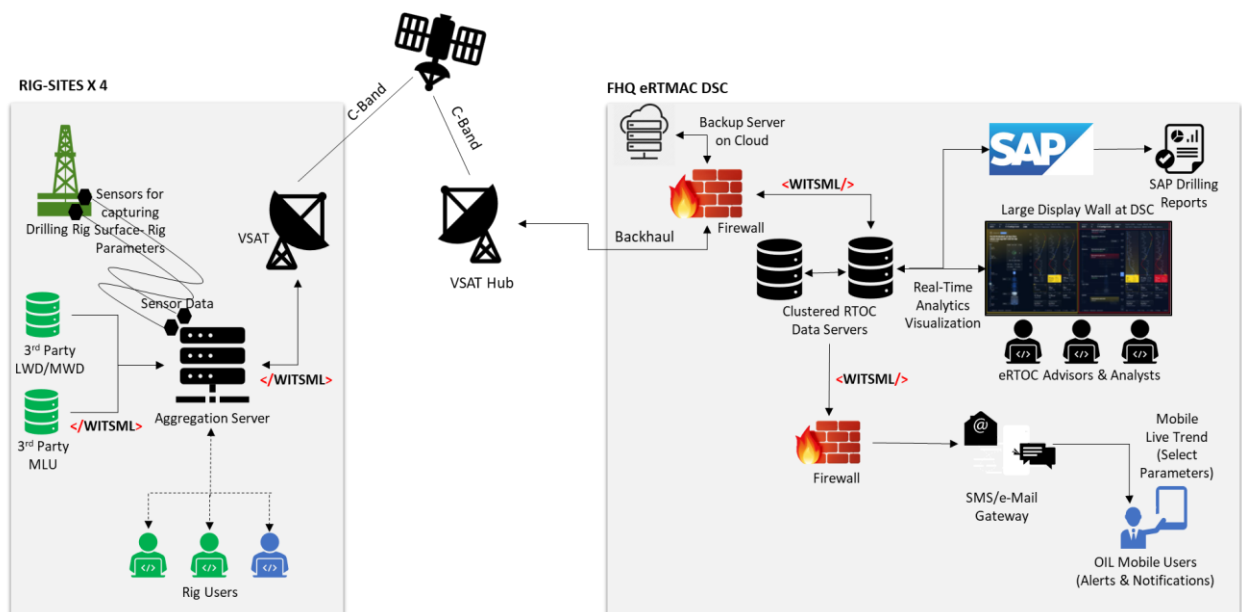 RIG-SITES X 4
C-Band
C-Band
Sensors for
capturing
Surface- Rig
Parameters
Drilling Rig
VSAT
Sensor Data
3rd Party
LWD/MWD
</WITSML>
3rd Party
MLU
</WITSML>
Aggregation Server
Rig Users
VSAT Hub
FHQ eRTMAC DSC
Backup Server
on Cloud
Backhaul
Firewall
<WITSML/>
SAP
SAP Drilling
Reports
Large Display Wall at DSC
Clustered RTOC
Data Servers
Real-Time
Analytics
Visualization
eRTOC Advisors & Analysts
<WITSML/>
Firewall
@
SMS/e-Mail
Gateway
Mobile
Live Trend
(Select
Parameters)
OIL Mobile Users
(Alerts & Notifications)